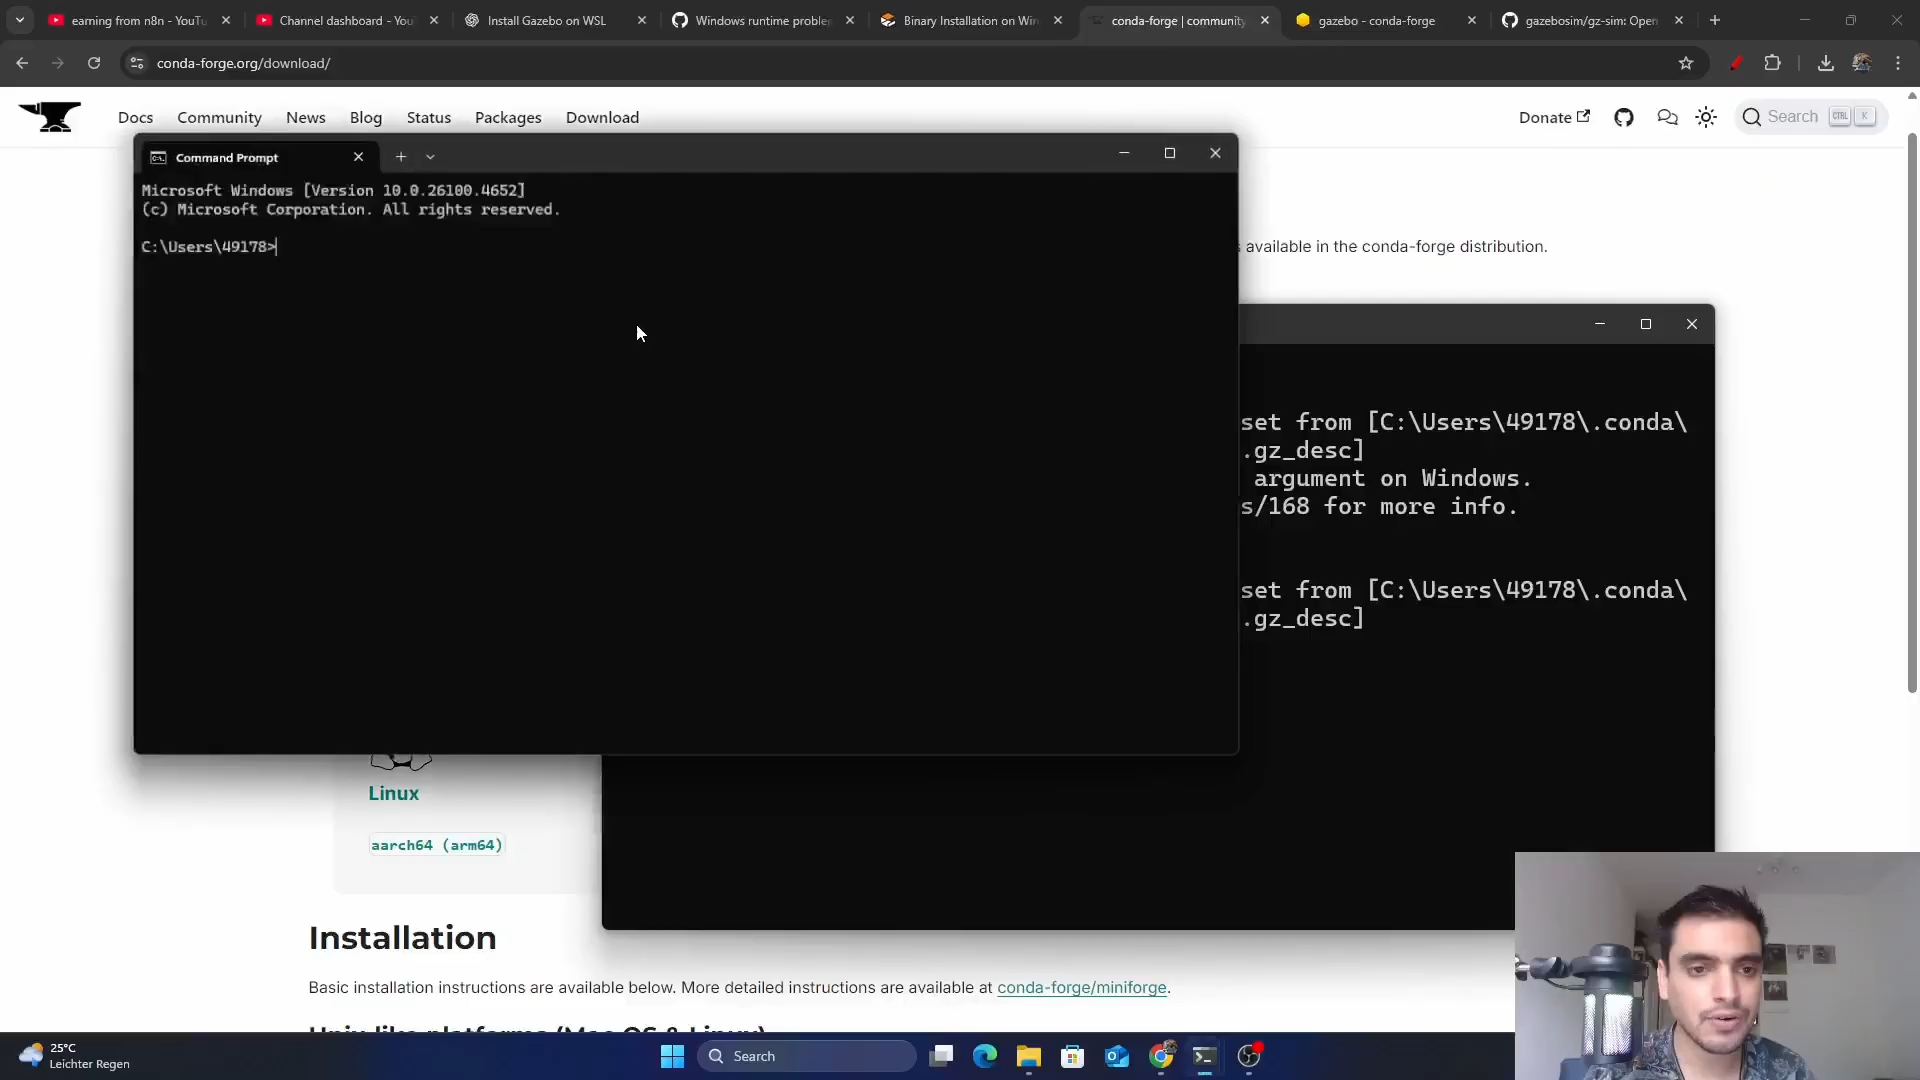 earning from n8n - YouTu
Channel dashboard - You
Install Gazebo on WSL
Windows runtime proble
Binary Installation on Win
conda-forge | community
gazebo - conda-forge
gazebosim/gz-sim: Open
conda-forge.org/download/
Docs
Community
News
Blog
Status
Packages
Download
Donate
Search
CTRL
K
Command Prompt
Microsoft Windows [Version 10.0.26100.4652]
(c) Microsoft Corporation. All rights reserved.
C:\Users\49178>
available in the conda-forge distribution.
set from [C:\Users\49178\.conda\
.gz_desc]
argument on Windows.
s/168 for more info.
set from [C:\Users\49178\.conda\
.gz_desc]
Linux
aarch64 (arm64)
Installation
Basic installation instructions are available below. More detailed instructions are available at conda-forge/miniforge.
Unix-like platforms (Mac OS & Linux)
25°C
Leichter Regen
Search